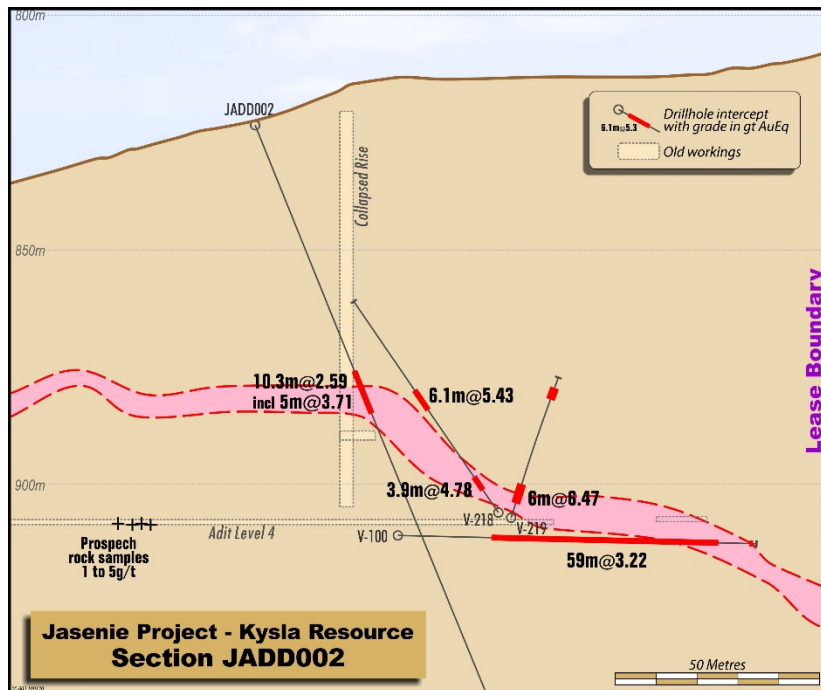 800m
JADD002
Collapsed Rise
Drillhole intercept
with grade in gt AuEq
6.1m@5.3
Old workings
850m
Lease Boundary
10.3m@2.59
incl 5m@3.71
6.1m@5.43
900m
3.9m@4.78
6m@6.47
V-218
V-219
Adit Level 4
V-100
Prospech
rock samples
1 to 5g/t
59m@3.22
Jasenie Project - Kysla Resource
Section JADD002
50 Metres